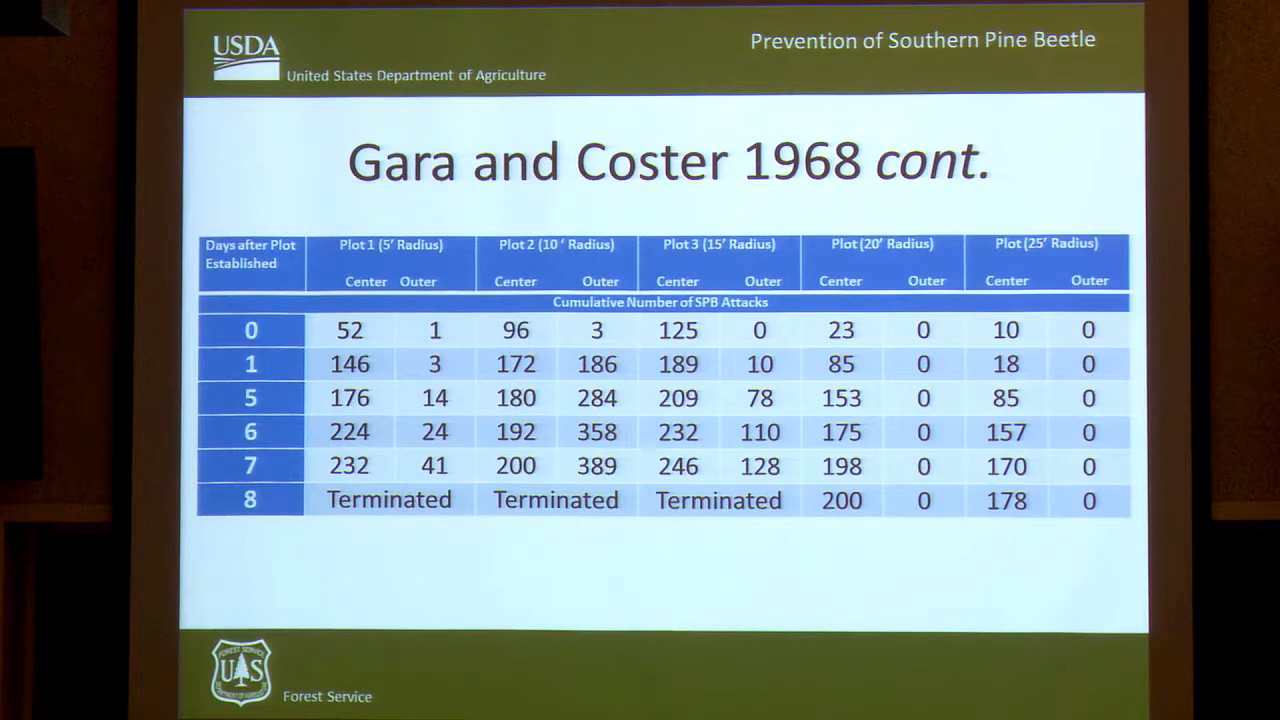 USDA
United States Department of Agriculture
Prevention of Southern Pine Beetle
Gara and Coster 1968 cont.
Days after Plot Established Plot 1 (5' Radius) Plot 2 (10 ' Radius) Plot 3 (15' Radius) Plot (20' Radius) Plot (25' Radius)
Center Outer Center Outer Center Outer Center Outer Center Outer
Cumulative Number of SPB Attacks
0 52 1 96 3 125 0 23 0 10 0
1 146 3 172 186 189 10 85 0 18 0
5 176 14 180 284 209 78 153 0 85 0
6 224 24 192 358 232 110 175 0 157 0
7 232 41 200 389 246 128 198 0 170 0
8 Terminated Terminated Terminated 200 0 178 0
FOREST SERVICE
U S
DEPARTMENT OF AGRICULTURE
Forest Service